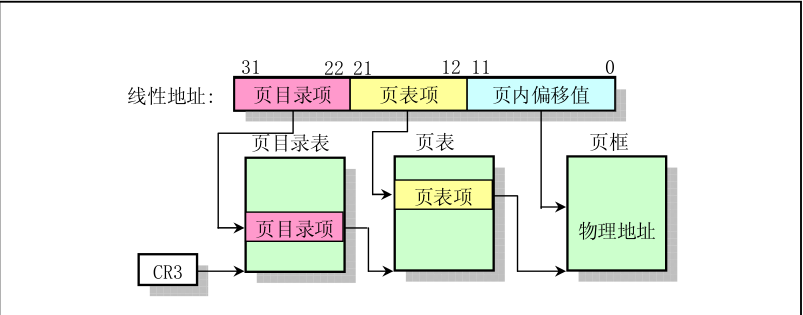 31 22 21 12 11 0
线性地址: 页目录项 页表项 页内偏移值
页目录表 页表 页框
页表项
页目录项 物理地址
CR3